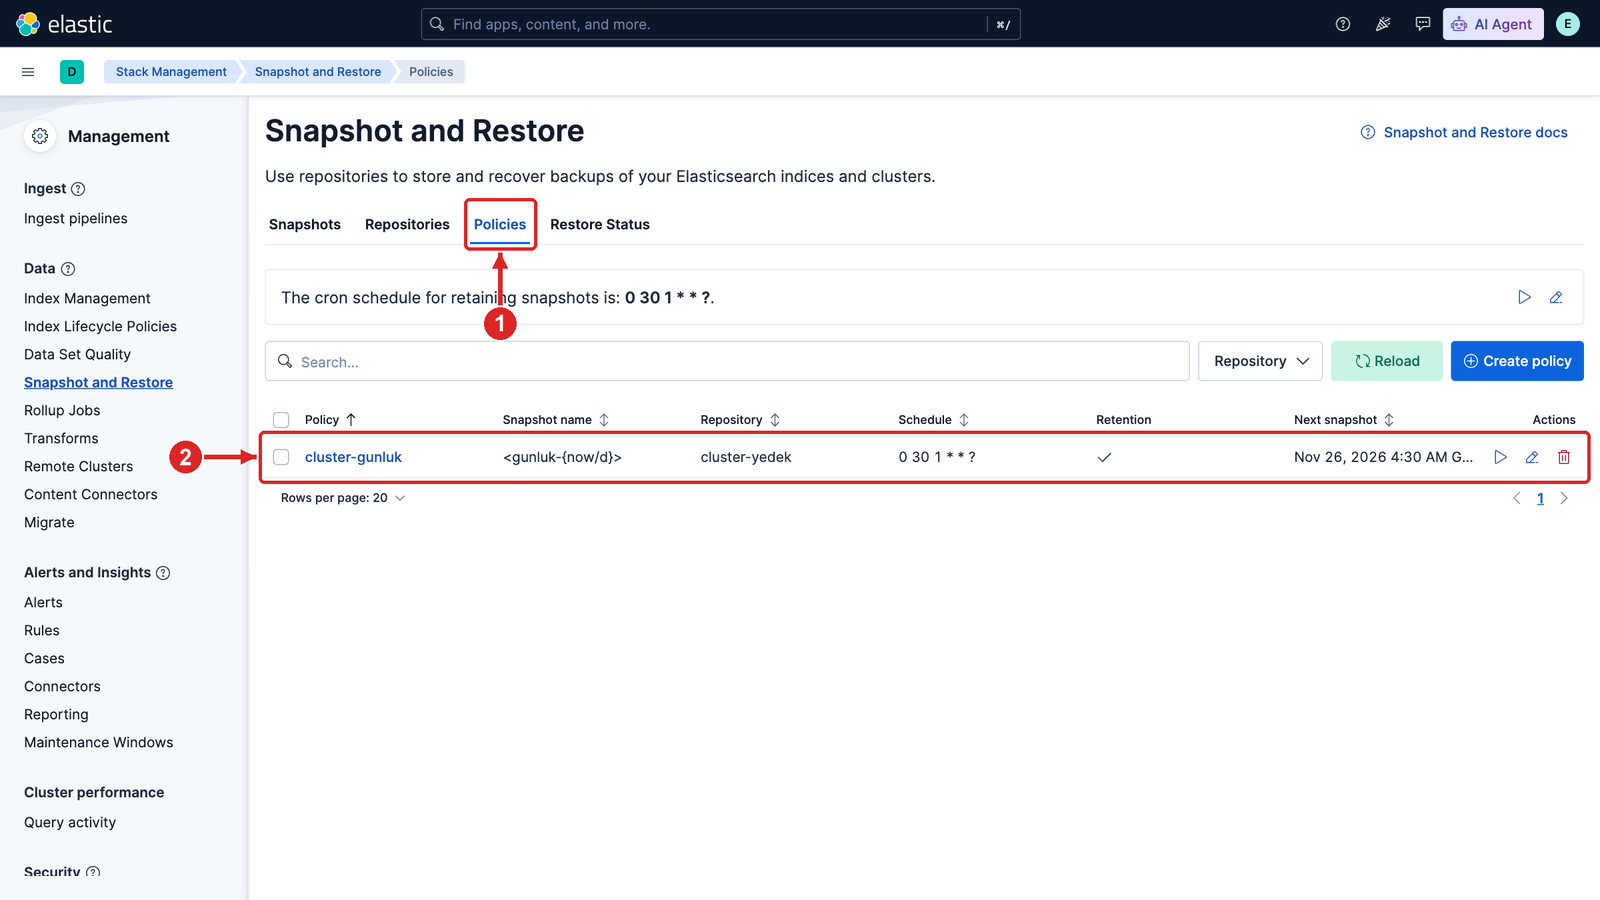 elastic
Find apps, content, and more.
⌘/
AI Agent
E
D
Stack Management
Snapshot and Restore
Policies
Management
Ingest
Ingest pipelines
Data
Index Management
Index Lifecycle Policies
Data Set Quality
Snapshot and Restore
Rollup Jobs
Transforms
Remote Clusters
Content Connectors
Migrate
Alerts and Insights
Alerts
Rules
Cases
Connectors
Reporting
Maintenance Windows
Cluster performance
Query activity
Security
Snapshot and Restore
Snapshot and Restore docs
Use repositories to store and recover backups of your Elasticsearch indices and clusters.
Snapshots Repositories Policies Restore Status
The cron schedule for retaining snapshots is: 0 30 1 * * ?.
1
Search...
Repository
Reload
Create policy
Policy Snapshot name Repository Schedule Retention Next snapshot Actions
2
cluster-gunluk <gunluk-{now/d}> cluster-yedek 0 30 1 * * ? Nov 26, 2026 4:30 AM G...
Rows per page: 20
1